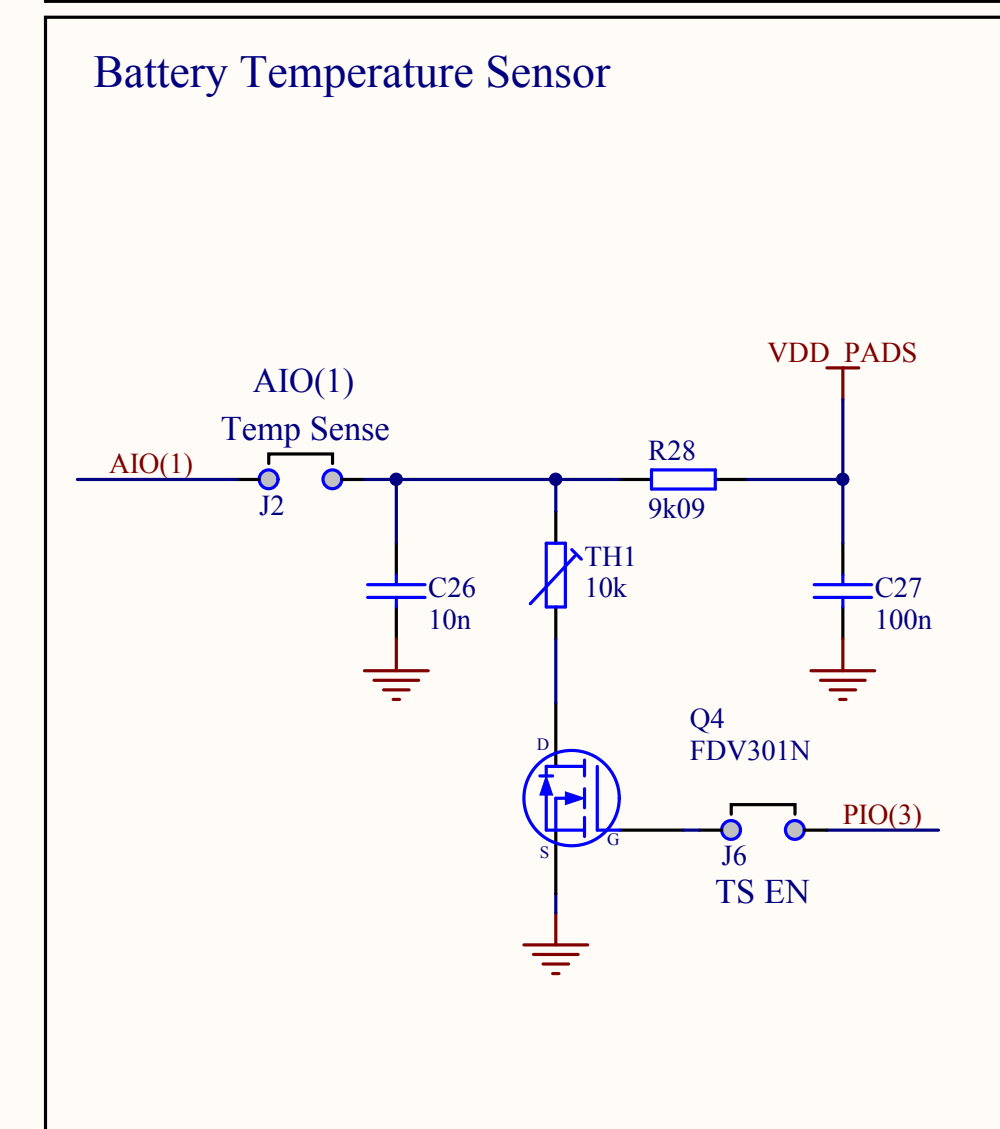 Battery Temperature Sensor
VDD_PADS
AIO(1)
Temp Sense
AIO(1)
J2
R28
9k09
TH1
10k
C26
10n
C27
100n
Q4
FDV301N
D
S
G
PIO(3)
J6
TS EN